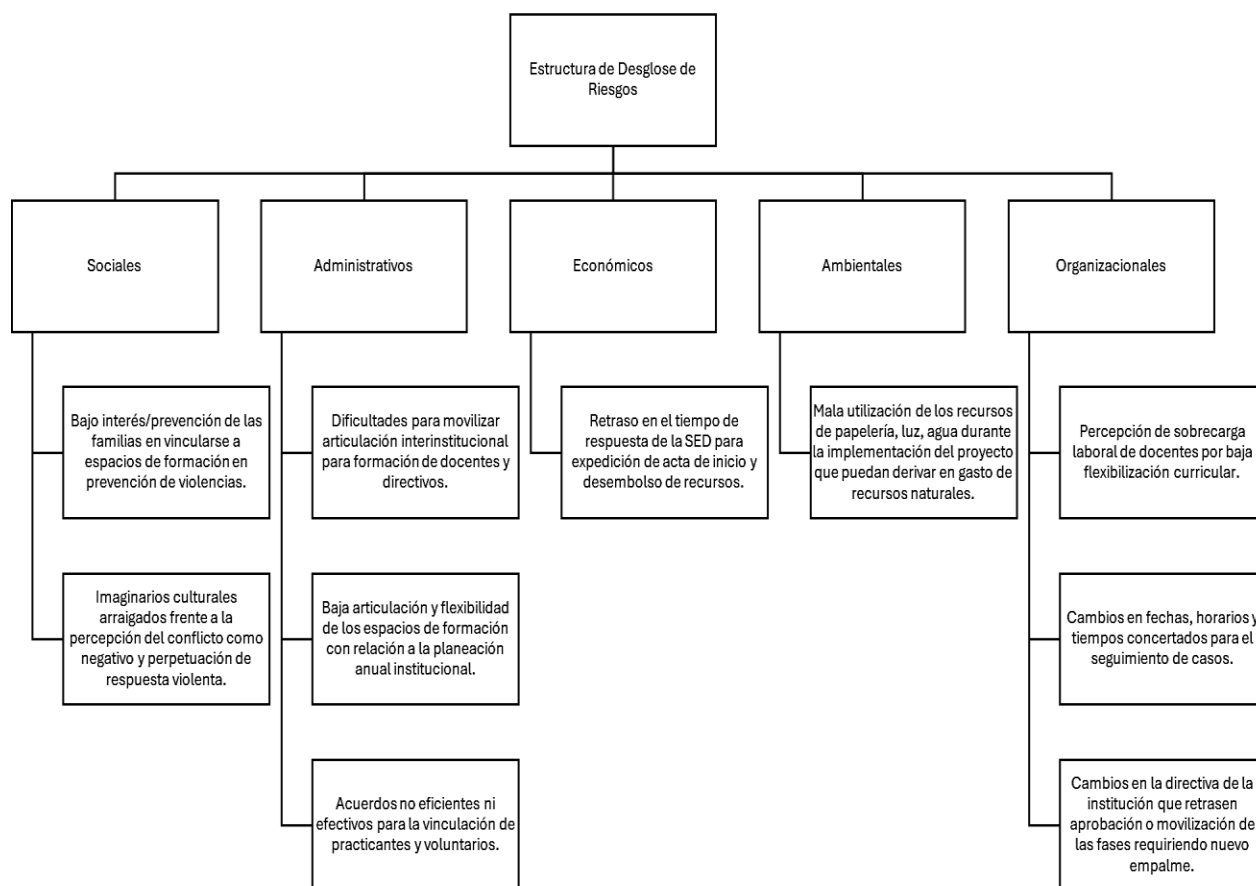 Estructura de Desglose de
Riesgos
Sociales
Administrativos
Económicos
Ambientales
Organizacionales
Bajo interés/prevención de las
familias en vincularse a
espacios de formación en
prevención de violencias.
Dificultades para movilizar
articulación interinstitucional
para formación de docentes y
directivos.
Retraso en el tiempo de
respuesta de la SED para
expedición de acta de inicio y
desembolso de recursos.
Mala utilización de los recursos
de papelería, luz, agua durante
la implementación del proyecto
que puedan derivar en gasto de
recursos naturales.
Percepción de sobrecarga
laboral de docentes por baja
flexibilización curricular.
Imaginarios culturales
arraigados frente a la
percepción del conflicto como
negativo y perpetuación de
respuesta violenta.
Baja articulación y flexibilidad
de los espacios de formación
con relación a la planeación
anual institucional.
Cambios en fechas, horarios y
tiempos concertados para el
seguimiento de casos.
Acuerdos no eficientes ni
efectivos para la vinculación de
practicantes y voluntarios.
Cambios en la directiva de la
institución que retrasen
aprobación o movilización de
las fases requiriendo nuevo
empalme.